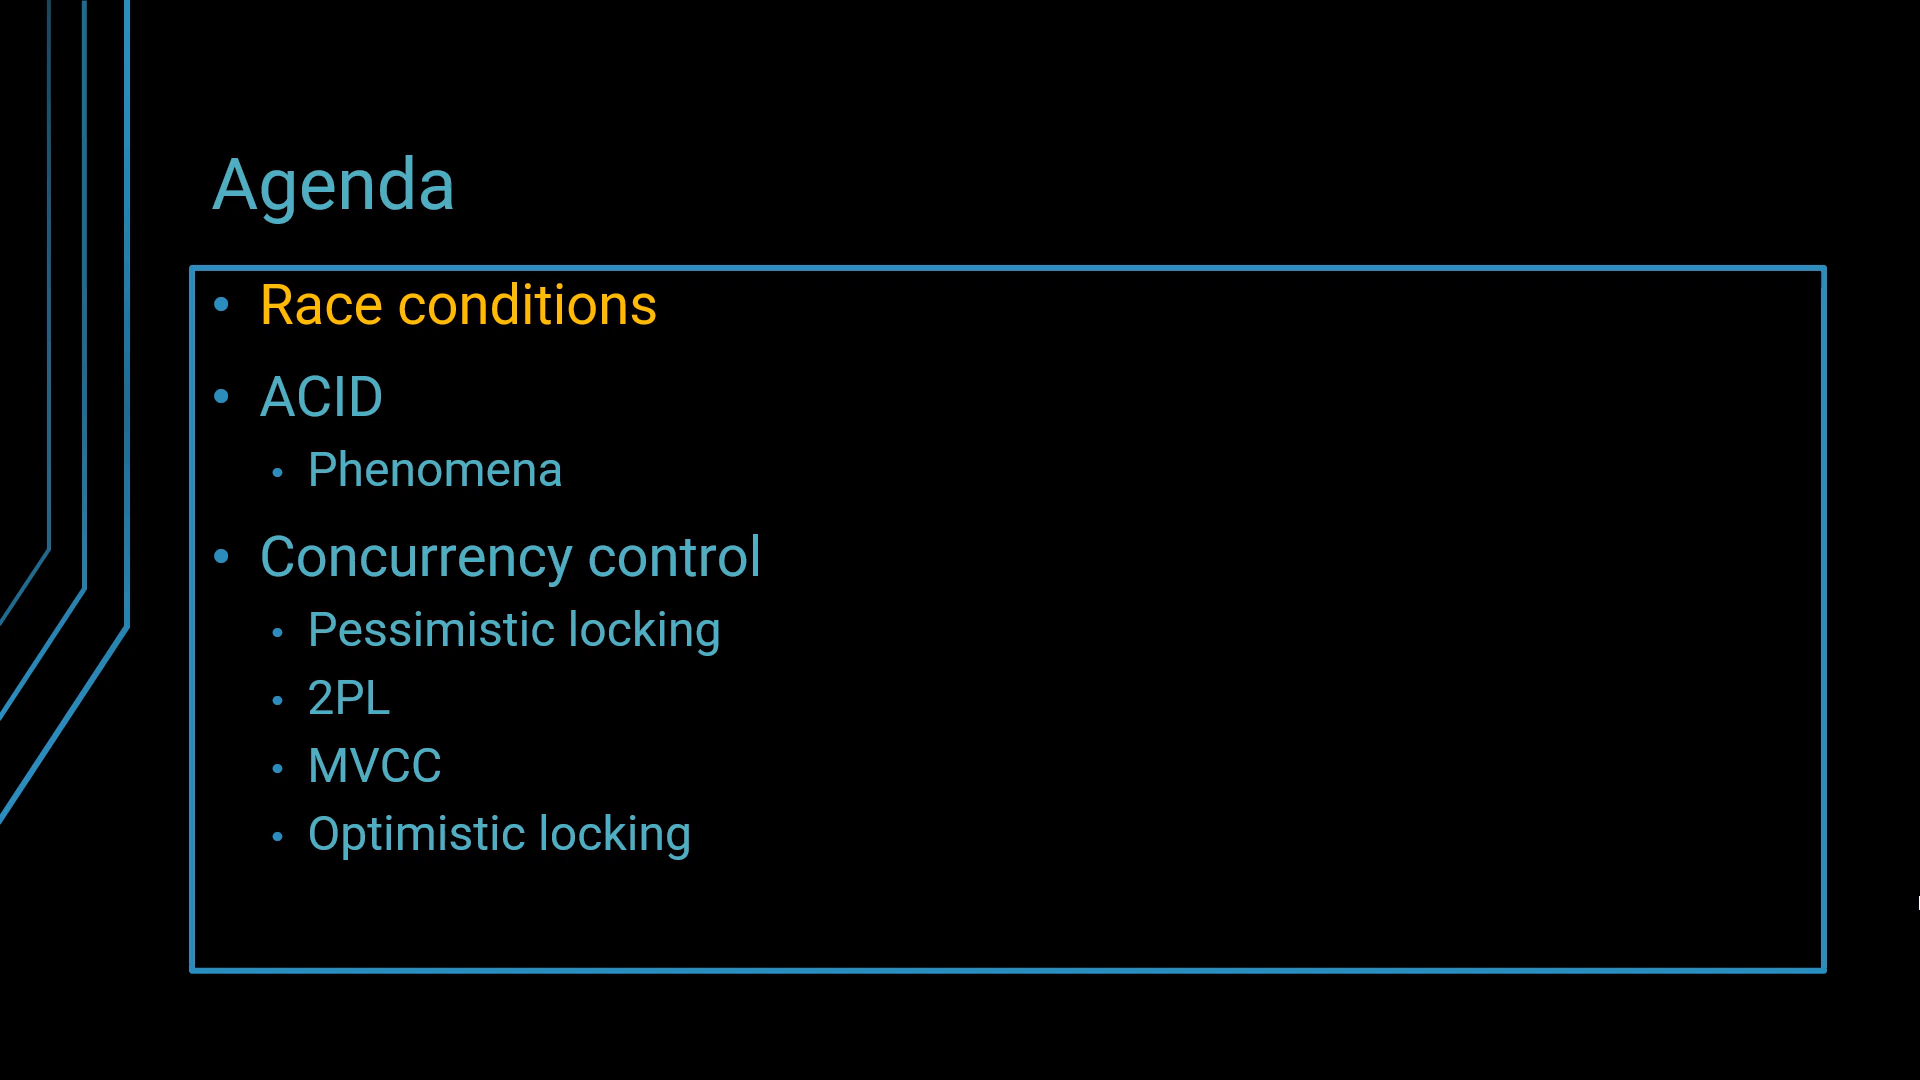 Agenda
• Race conditions
• ACID
• Phenomena
• Concurrency control
• Pessimistic locking
• 2PL
• MVCC
• Optimistic locking